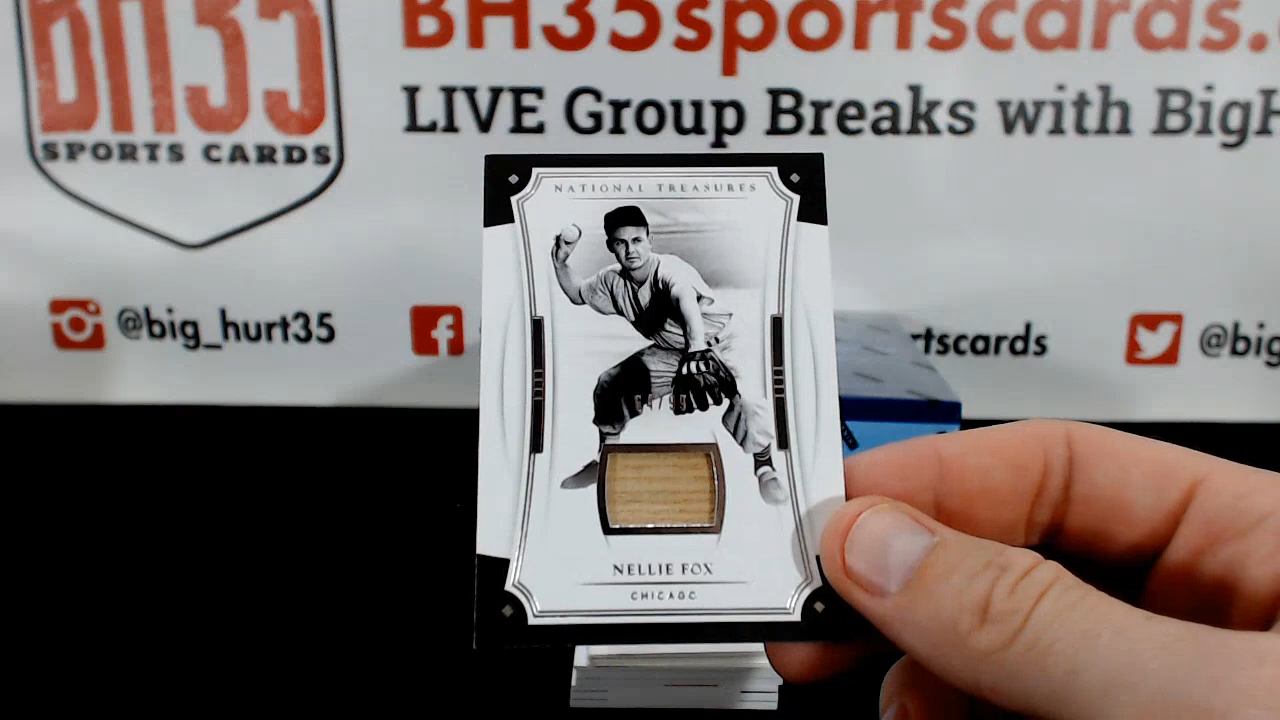 BH35
SPORTS CARDS
BH35sportscards.
LIVE Group Breaks with BigH
@big_hurt35
rtscards
@big
NATIONAL TREASURES
NELLIE FOX
CHICAGO